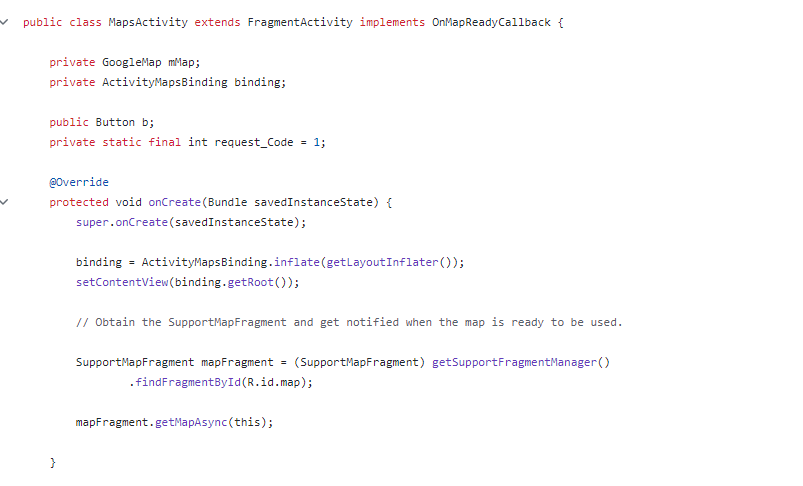 public class MapsActivity extends FragmentActivity implements OnMapReadyCallback {
private GoogleMap mMap;
private ActivityMapsBinding binding;
public Button b;
private static final int request_Code = 1;
@Override
protected void onCreate(Bundle savedInstanceState) {
super.onCreate(savedInstanceState);
binding = ActivityMapsBinding.inflate(getLayoutInflater());
setContentView(binding.getRoot());
// Obtain the SupportMapFragment and get notified when the map is ready to be used.
SupportMapFragment mapFragment = (SupportMapFragment) getSupportFragmentManager()
.findFragmentById(R.id.map);
mapFragment.getMapAsync(this);
}